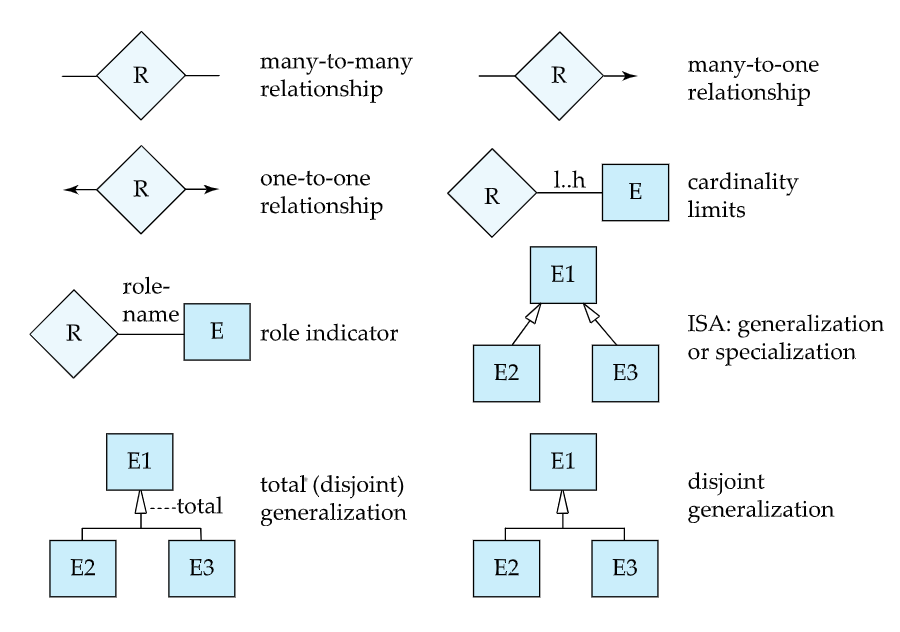 R
many-to-many
relationship
R
many-to-one
relationship
R
one-to-one
relationship
R
l..h
E
cardinality
limits
R
role-
name
E
role indicator
E1
E2
E3
ISA: generalization
or specialization
E1
----total
E2
E3
total (disjoint)
generalization
E1
E2
E3
disjoint
generalization